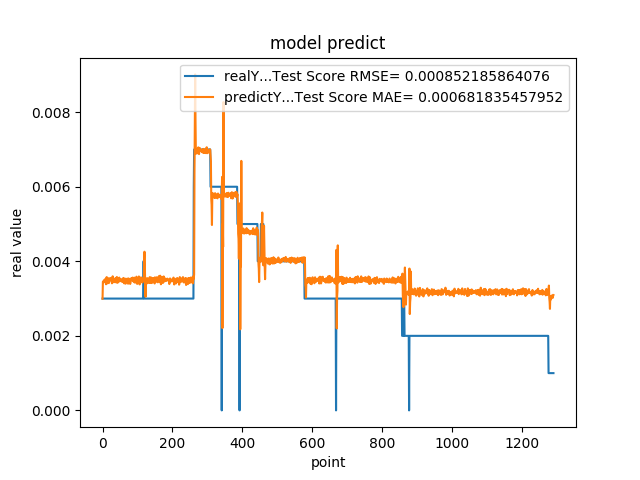 model predict
realY...Test Score RMSE= 0.000852185864076
predictY...Test Score MAE= 0.000681835457952
real value
0.008
0.006
0.004
0.002
0.000
0 200 400 600 800 1000 1200
point